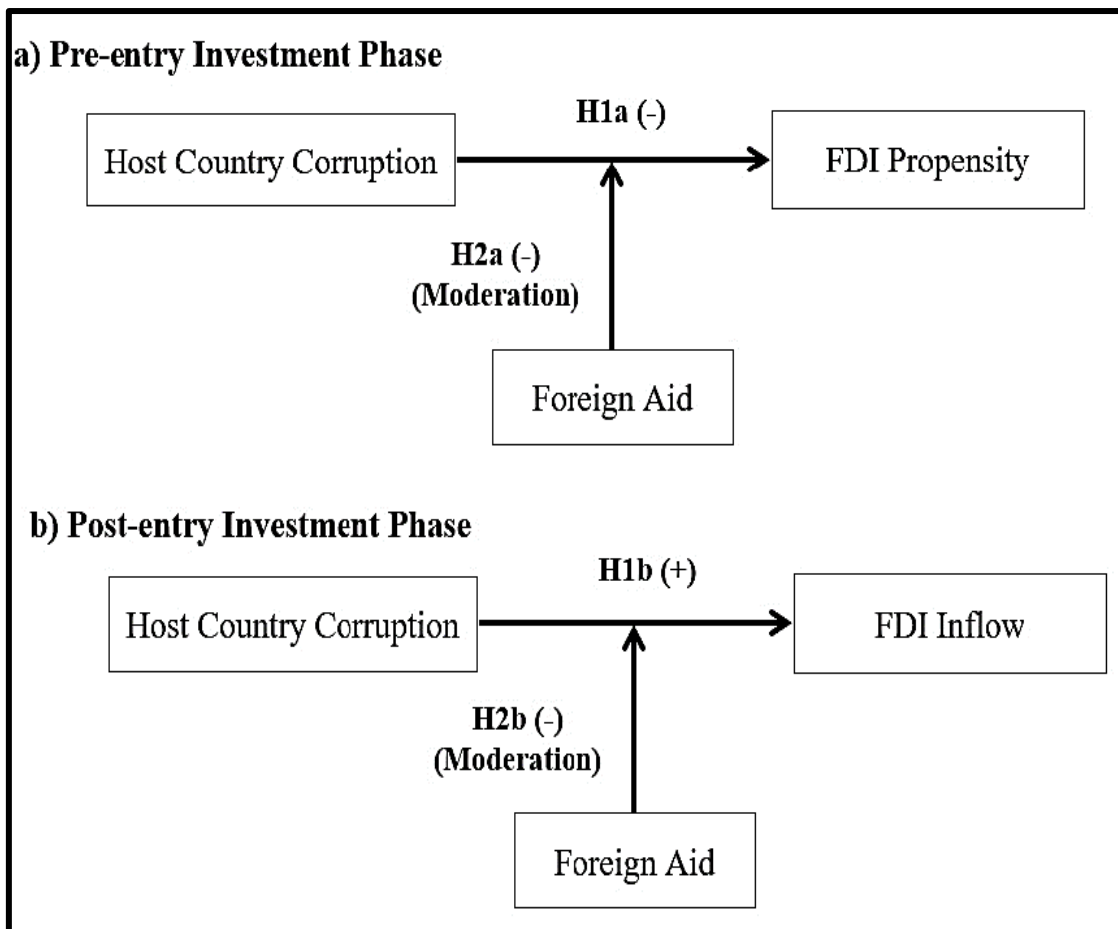 a) Pre-entry Investment Phase
H1a (-)
Host Country Corruption
FDI Propensity
H2a (-)
(Moderation)
Foreign Aid
b) Post-entry Investment Phase
H1b (+)
Host Country Corruption
FDI Inflow
H2b (-)
(Moderation)
Foreign Aid